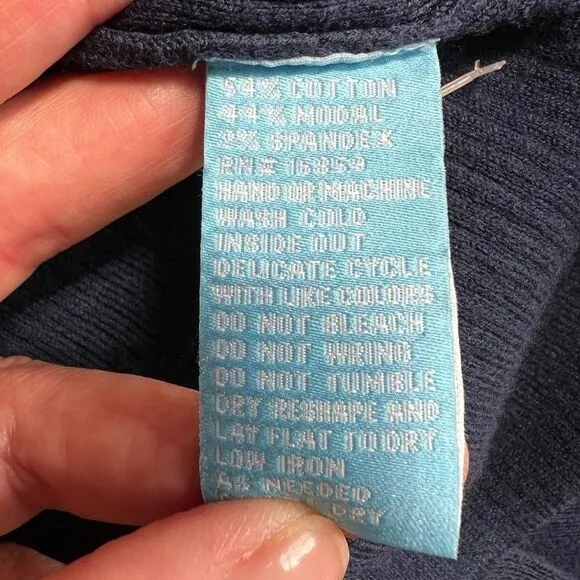 54% COTTON
44% MODAL
2% SPANDEX
RN# 16954
HAND OR MACHINE
WASH COLD
INSIDE OUT
DELICATE CYCLE
WITH LIKE COLORS
DO NOT BLEACH
DO NOT WRING
DO NOT TUMBLE
DRY RESHAPE AND
LAY FLAT TO DRY
LOW IRON
AS NEEDED
DRY